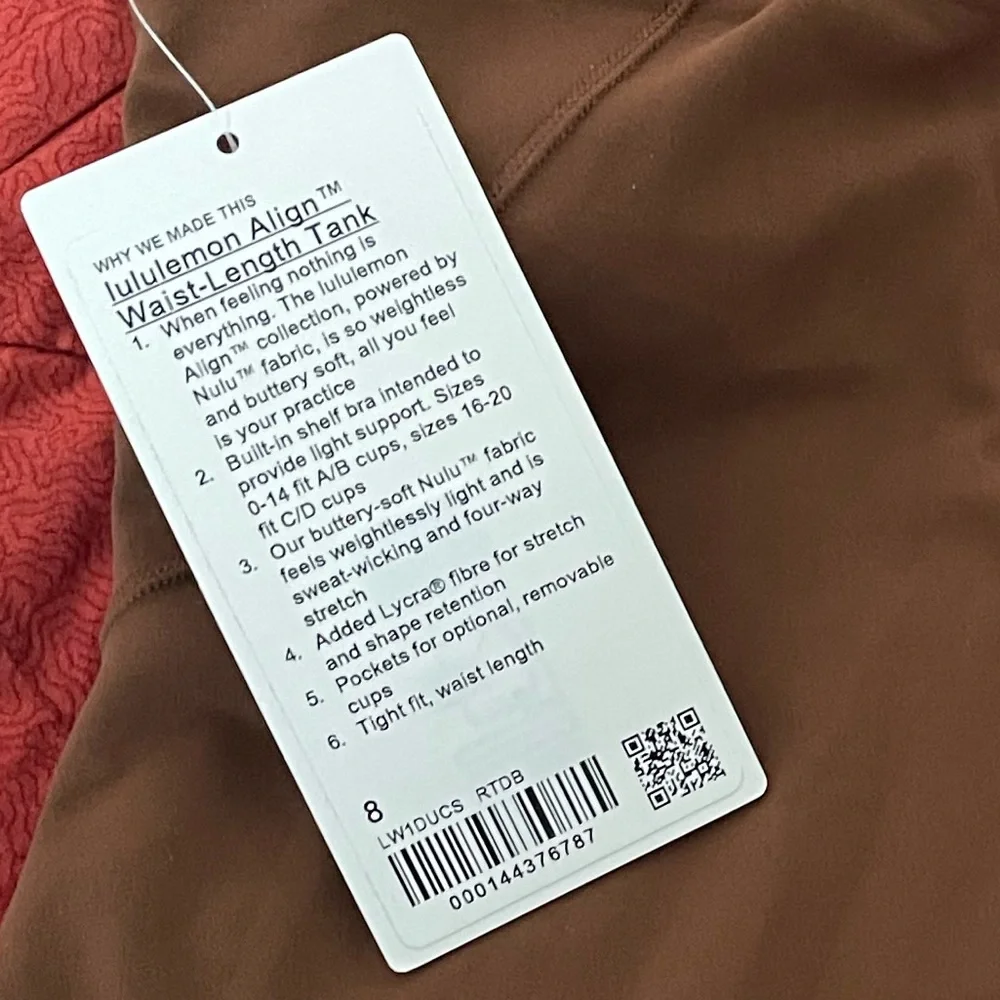 WHY WE MADE THIS
lululemon Align™
Waist-Length Tank
1. When feeling nothing is
everything. The lululemon
Align™ collection, powered by
Nulu™ fabric, is so weightless
and buttery soft, all you feel
is your practice
2. Built-in shelf bra intended to
provide light support. Sizes
0-14 fit A/B cups, sizes 16-20
fit C/D cups
3. Our buttery-soft Nulu™ fabric
feels weightlessly light and is
sweat-wicking and four-way
stretch
4. Added Lycra® fibre for stretch
and shape retention
5. Pockets for optional, removable
cups
6. Tight fit, waist length
8
LW1DUCS RTDB
000144376787